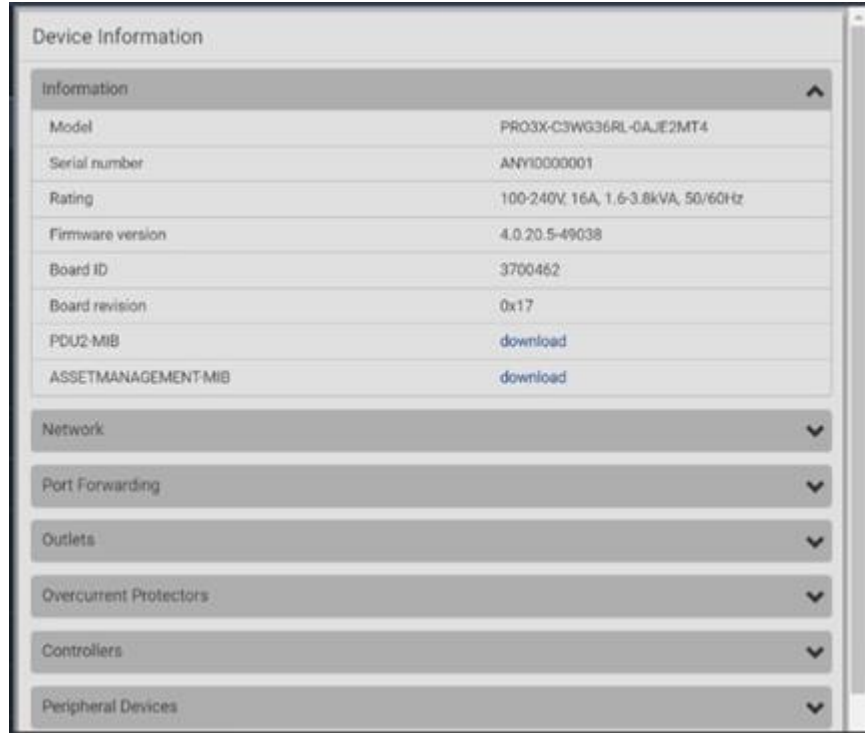 Device Information
Information
Model PRO3X-C3WG36RL-0AJE2MT4
Serial number ANYI0000001
Rating 100-240V, 16A, 1.6-3.8kVA, 50/60Hz
Firmware version 4.0.20.5-49038
Board ID 3700462
Board revision 0x17
PDU2-MIB download
ASSETMANAGEMENT-MIB download
Network
Port Forwarding
Outlets
Overcurrent Protectors
Controllers
Peripheral Devices